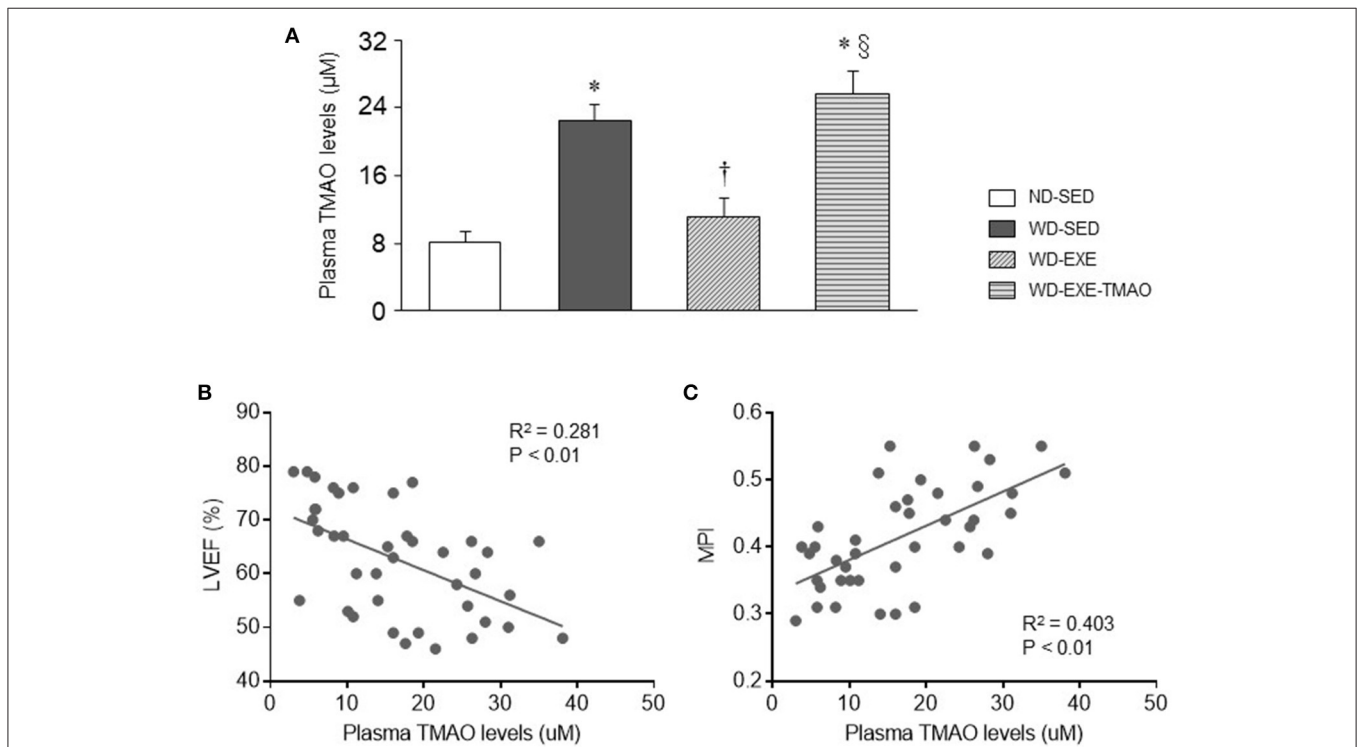 A
Plasma TMAO levels (µM)
32
24
16
8
0
*
†
* §
ND-SED
WD-SED
WD-EXE
WD-EXE-TMAO
B
LVEF (%)
90
80
70
60
50
40
R² = 0.281
P < 0.01
0 10 20 30 40 50
Plasma TMAO levels (uM)
C
MPI
0.6
0.5
0.4
0.3
0.2
R² = 0.403
P < 0.01
0 10 20 30 40 50
Plasma TMAO levels (uM)